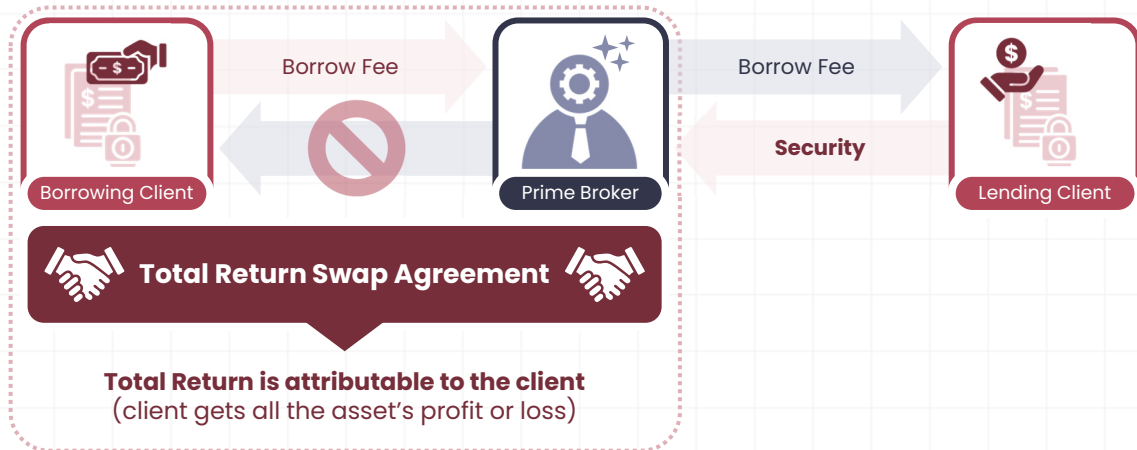 Borrow Fee
Borrow Fee
Security
Borrowing Client
Prime Broker
Lending Client
Total Return Swap Agreement
Total Return is attributable to the client
(client gets all the asset's profit or loss)
$
$
$
$